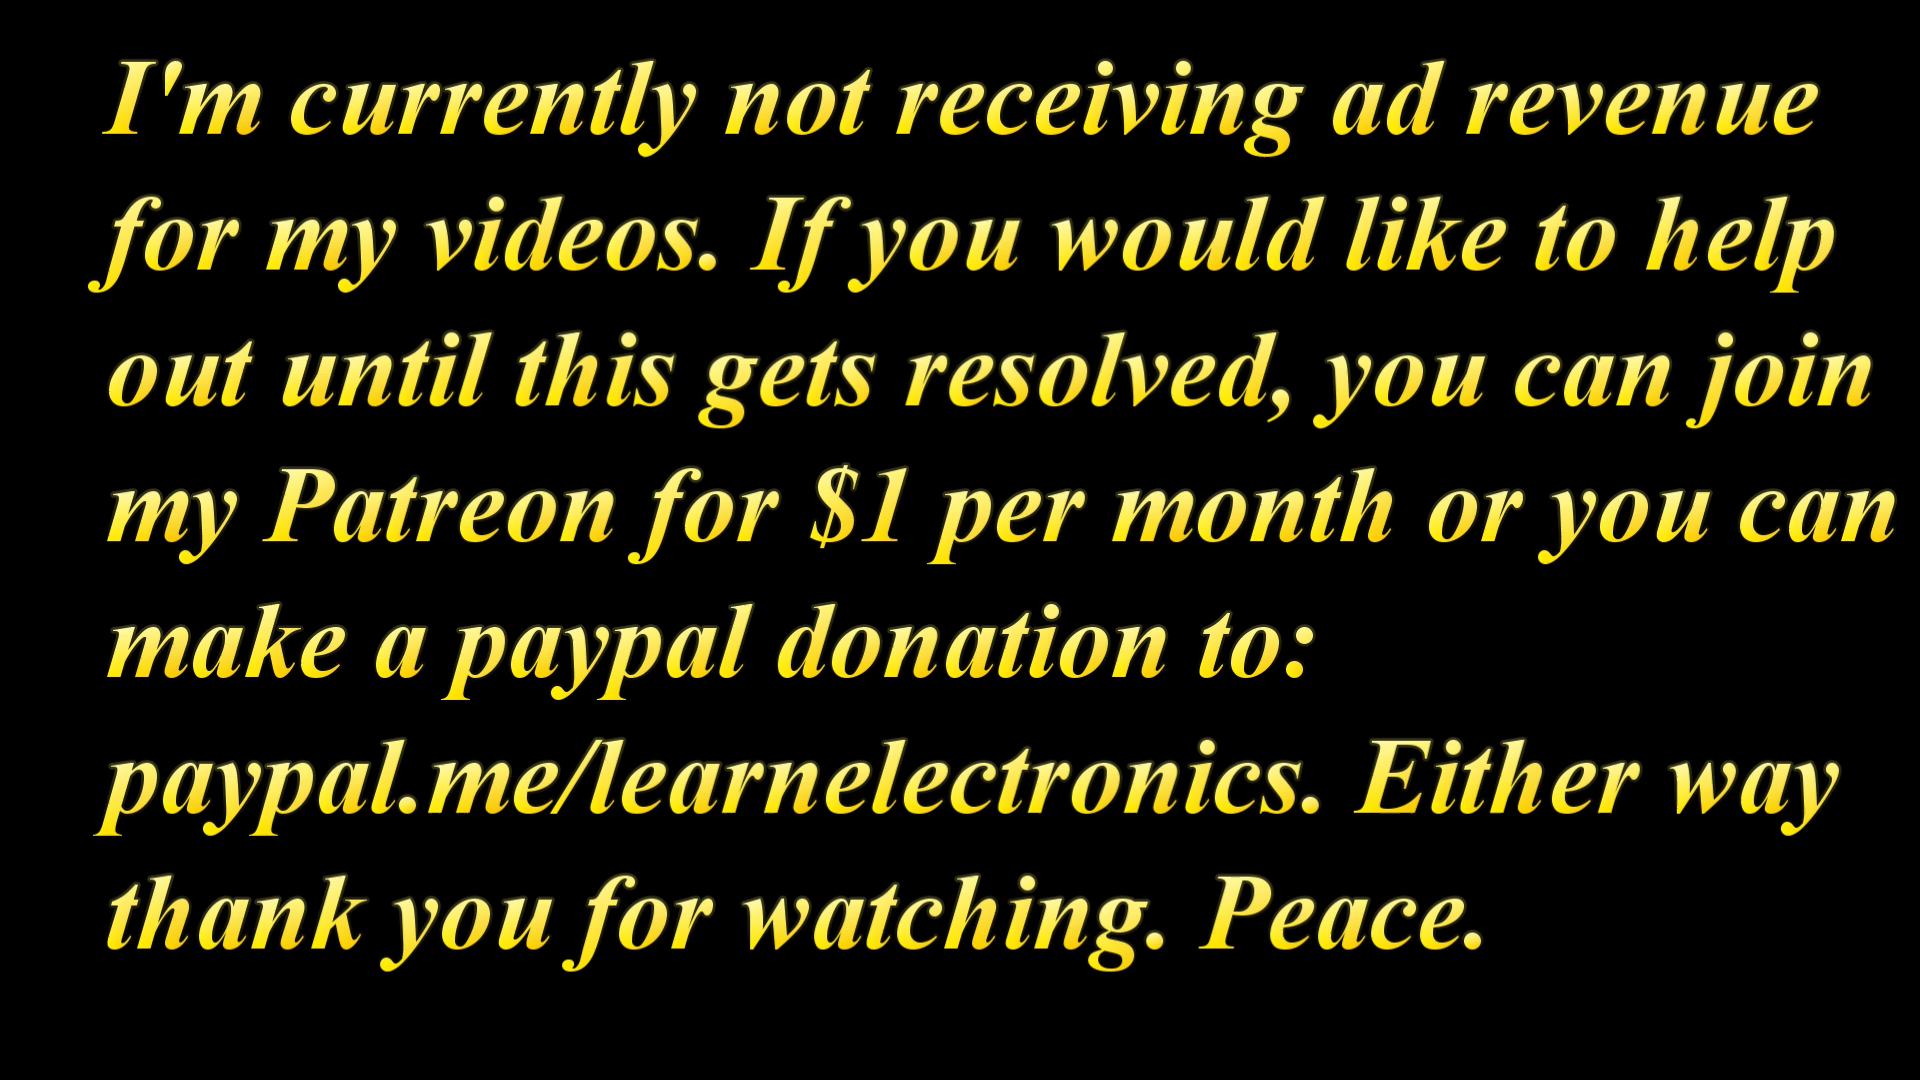 I'm currently not receiving ad revenue
for my videos. If you would like to help
out until this gets resolved, you can join
my Patreon for $1 per month or you can
make a paypal donation to:
paypal.me/learnelectronics. Either way
thank you for watching. Peace.